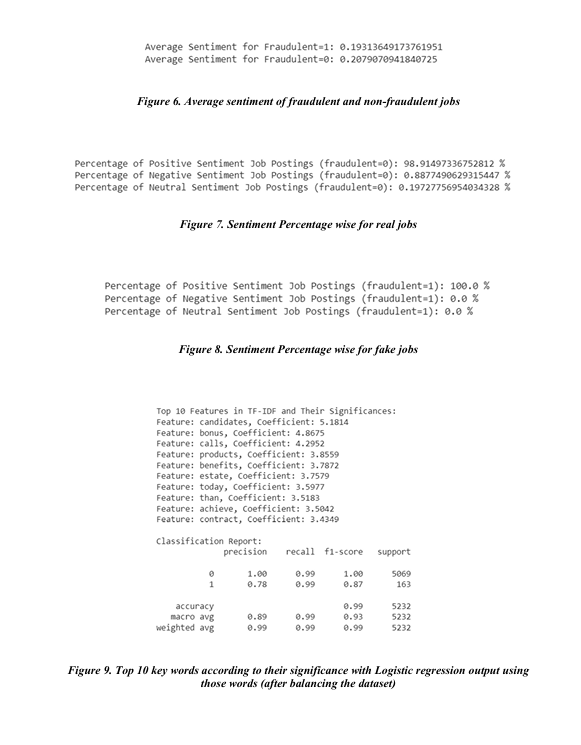 Average Sentiment for Fraudulent=1: 0.19313649173761951
Average Sentiment for Fraudulent=0: 0.2079070941840725
Figure 6. Average sentiment of fraudulent and non-fraudulent jobs
Percentage of Positive Sentiment Job Postings (fraudulent=0): 98.91497336752812 %
Percentage of Negative Sentiment Job Postings (fraudulent=0): 0.8877490629315447 %
Percentage of Neutral Sentiment Job Postings (fraudulent=0): 0.19727756954034328 %
Figure 7. Sentiment Percentage wise for real jobs
Percentage of Positive Sentiment Job Postings (fraudulent=1): 100.0 %
Percentage of Negative Sentiment Job Postings (fraudulent=1): 0.0 %
Percentage of Neutral Sentiment Job Postings (fraudulent=1): 0.0 %
Figure 8. Sentiment Percentage wise for fake jobs
Top 10 Features in TF-IDF and Their Significances:
Feature: candidates, Coefficient: 5.1814
Feature: bonus, Coefficient: 4.8675
Feature: calls, Coefficient: 4.2952
Feature: products, Coefficient: 3.8559
Feature: benefits, Coefficient: 3.7872
Feature: estate, Coefficient: 3.7579
Feature: today, Coefficient: 3.5977
Feature: than, Coefficient: 3.5183
Feature: achieve, Coefficient: 3.5042
Feature: contract, Coefficient: 3.4349
Classification Report:
precision recall f1-score support
0 1.00 0.99 1.00 5069
1 0.78 0.99 0.87 163
accuracy 0.99 5232
macro avg 0.89 0.99 0.93 5232
weighted avg 0.99 0.99 0.99 5232
Figure 9. Top 10 key words according to their significance with Logistic regression output using
those words (after balancing the dataset)